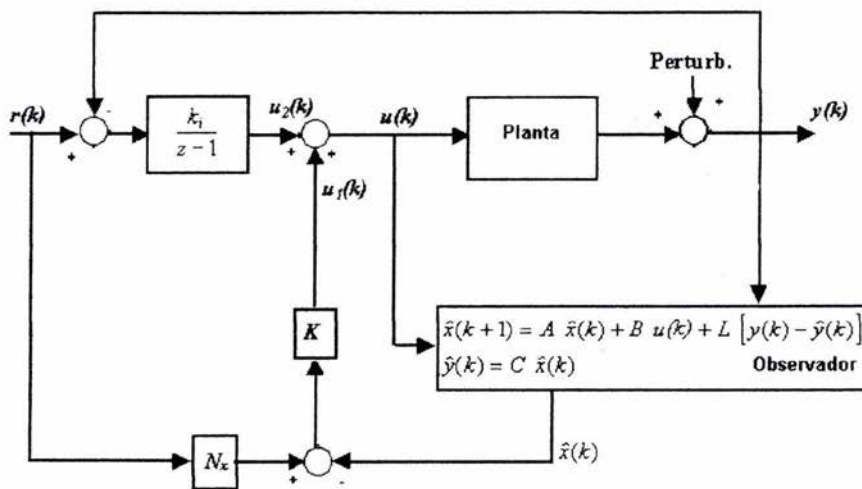 Perturb.
r(k)
-
+
k_i
z - 1
u_2(k)
+
+
u(k)
Planta
+
+
y(k)
u_1(k)
K
x̂(k+1) = A x̂(k) + B u(k) + L [y(k) - ŷ(k)]
ŷ(k) = C x̂(k) Observador
N_x
+
-
x̂(k)